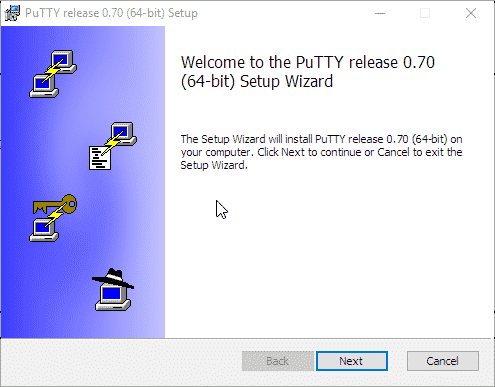 PuTTY release 0.70 (64-bit) Setup
Welcome to the PuTTY release 0.70
(64-bit) Setup Wizard
The Setup Wizard will install PuTTY release 0.70 (64-bit) on
your computer. Click Next to continue or Cancel to exit the
Setup Wizard.
Back
Next
Cancel